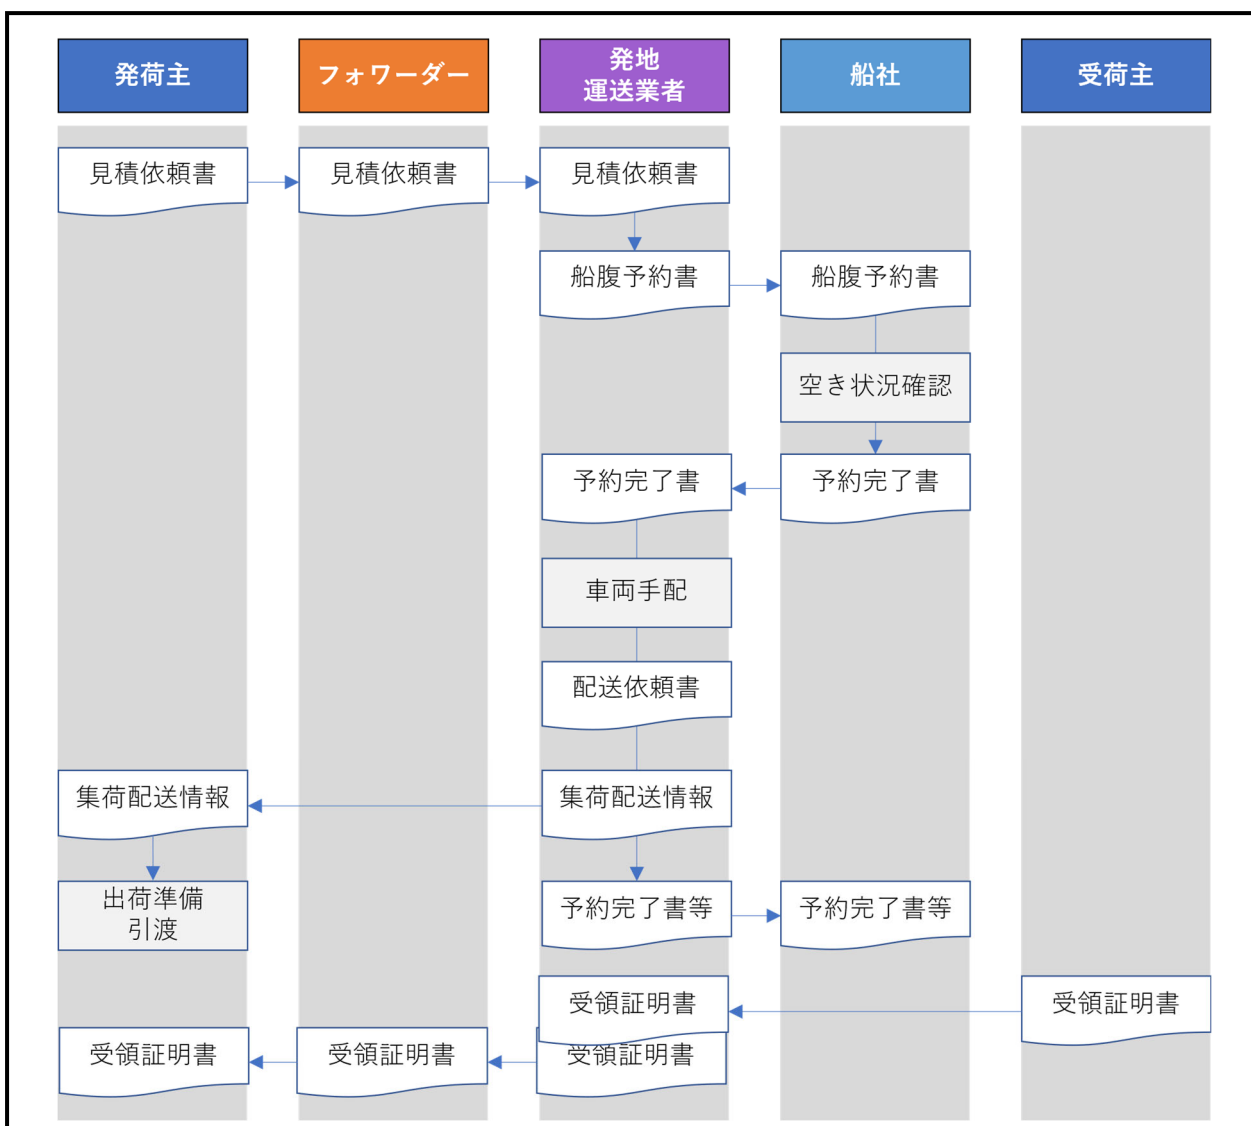 発荷主
フォワーダー
発地
運送業者
船社
受荷主
見積依頼書
見積依頼書
見積依頼書
船腹予約書
船腹予約書
空き状況確認
予約完了書
予約完了書
車両手配
配送依頼書
集荷配送情報
集荷配送情報
出荷準備
引渡
予約完了書等
予約完了書等
受領証明書
受領証明書
受領証明書
受領証明書
受領証明書